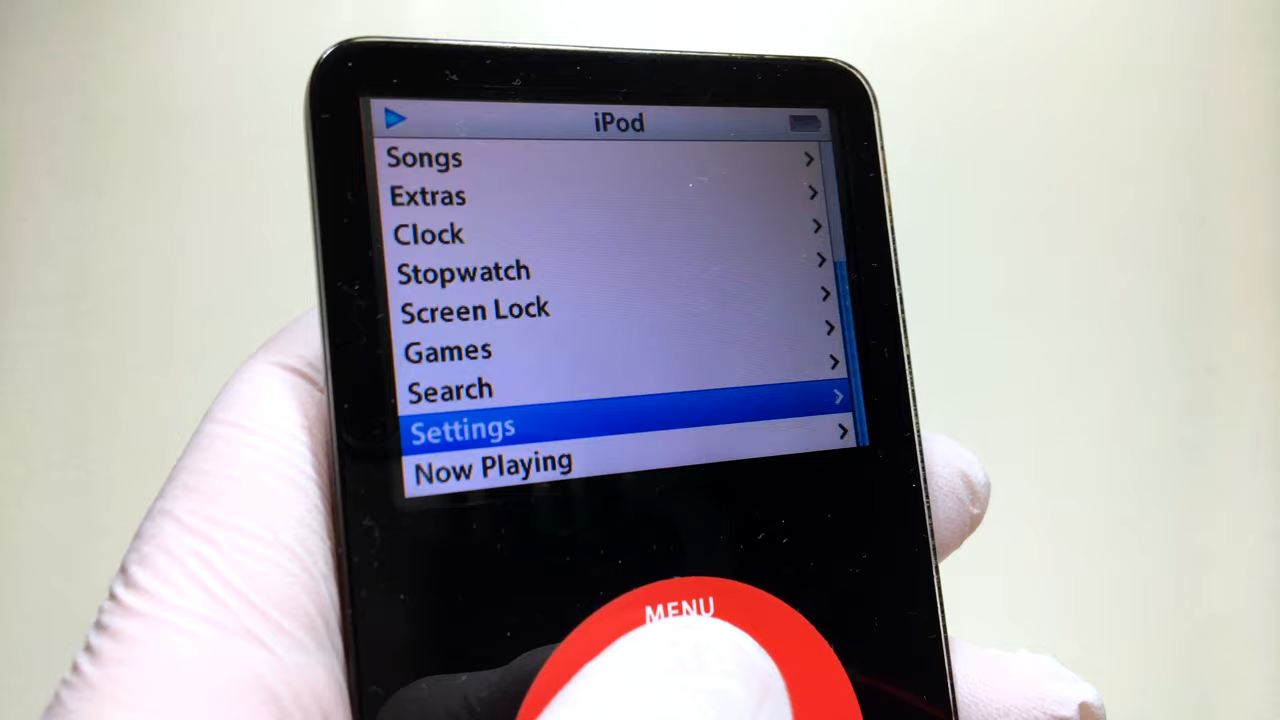 iPod
Songs
Extras
Clock
Stopwatch
Screen Lock
Games
Search
Settings
Now Playing
MENU